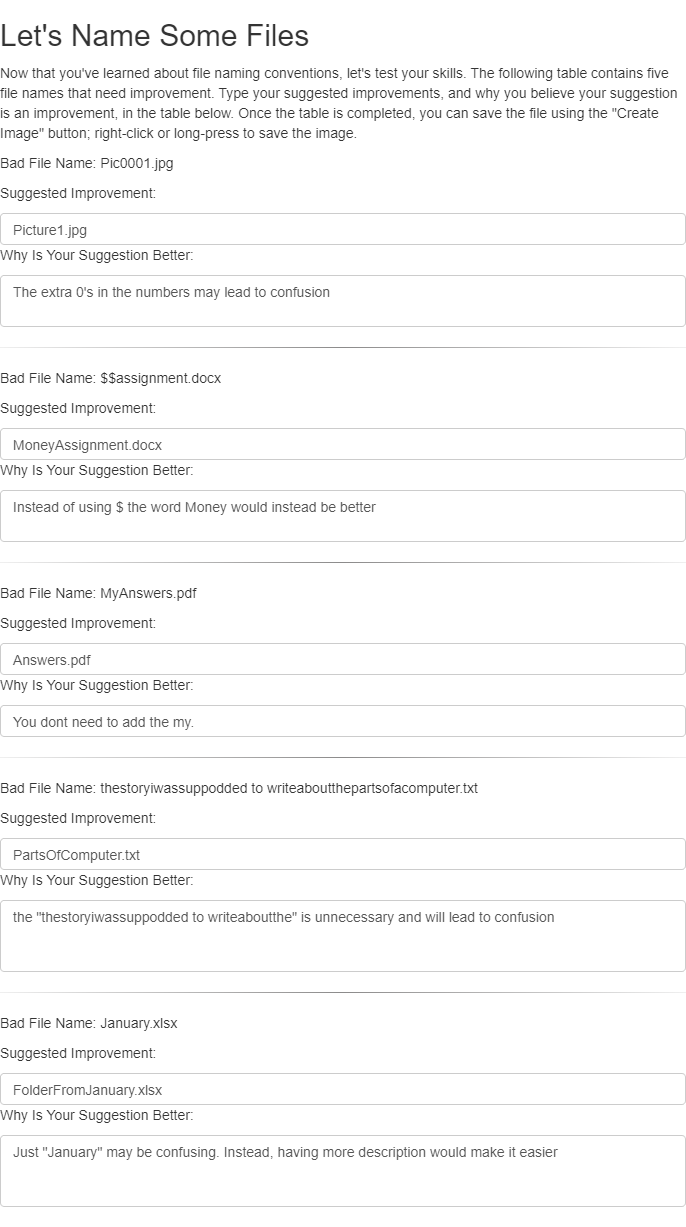 Let's Name Some Files
Now that you've learned about file naming conventions, let's test your skills. The following table contains five
file names that need improvement. Type your suggested improvements, and why you believe your suggestion
is an improvement, in the table below. Once the table is completed, you can save the file using the "Create
Image" button; right-click or long-press to save the image.
Bad File Name: Pic0001.jpg
Suggested Improvement:
Picture1.jpg
Why Is Your Suggestion Better:
The extra 0's in the numbers may lead to confusion
Bad File Name: $$assignment.docx
Suggested Improvement:
MoneyAssignment.docx
Why Is Your Suggestion Better:
Instead of using $ the word Money would instead be better
Bad File Name: MyAnswers.pdf
Suggested Improvement:
Answers.pdf
Why Is Your Suggestion Better:
You dont need to add the my.
Bad File Name: thestoryiwassuppodded to writeaboutthepartsofacomputer.txt
Suggested Improvement:
PartsOfComputer.txt
Why Is Your Suggestion Better:
the "thestoryiwassuppodded to writeaboutthe" is unnecessary and will lead to confusion
Bad File Name: January.xlsx
Suggested Improvement:
FolderFromJanuary.xlsx
Why Is Your Suggestion Better:
Just "January" may be confusing. Instead, having more description would make it easier